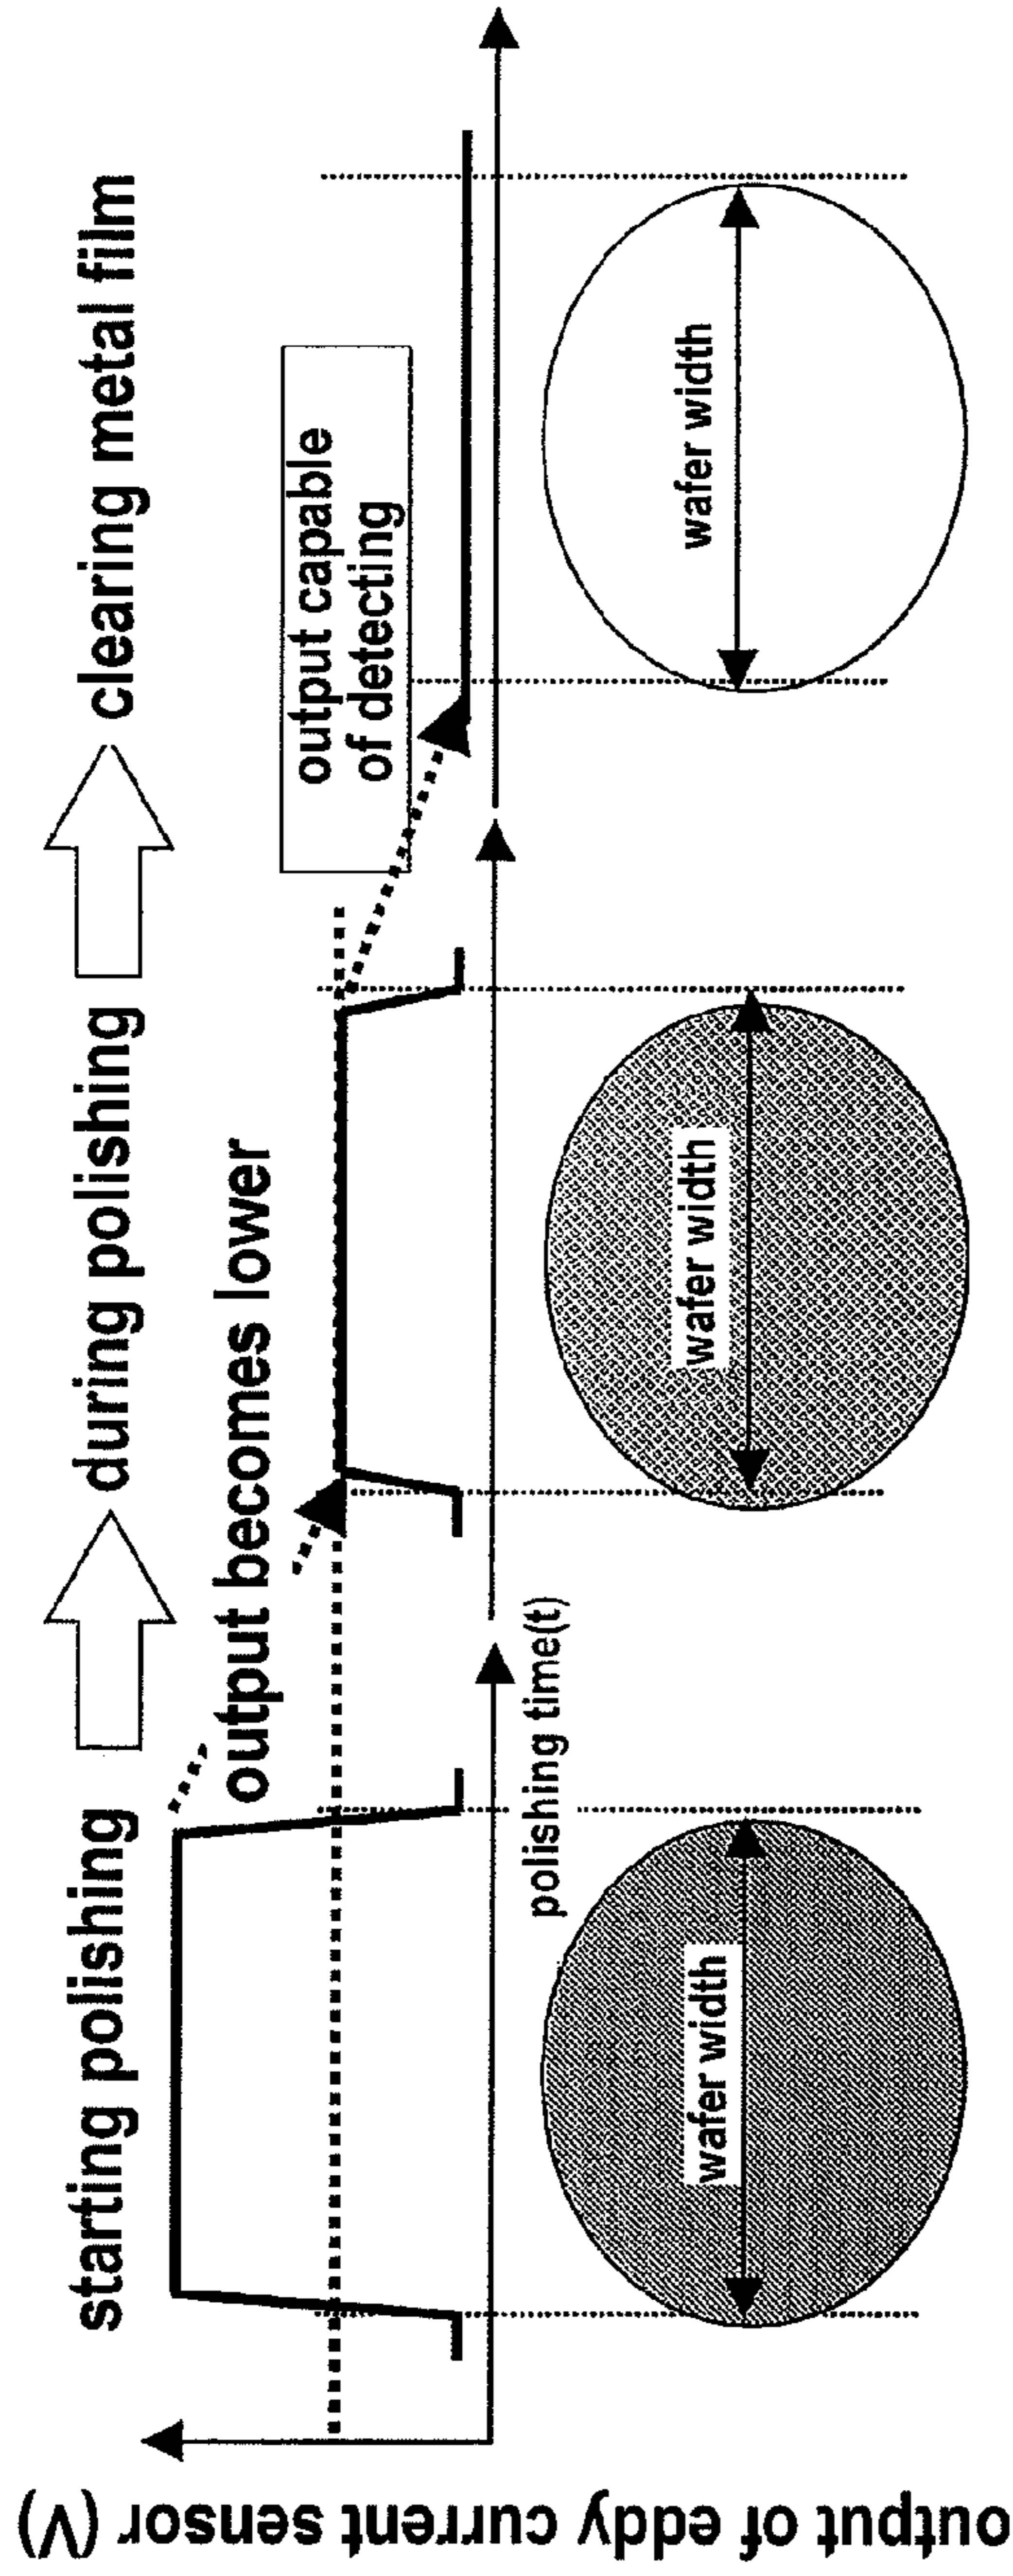 output of eddy current sensor (V)
starting polishing
during polishing
clearing metal film
output becomes lower
output capable
of detecting
polishing time(t)
wafer width
wafer width
wafer width